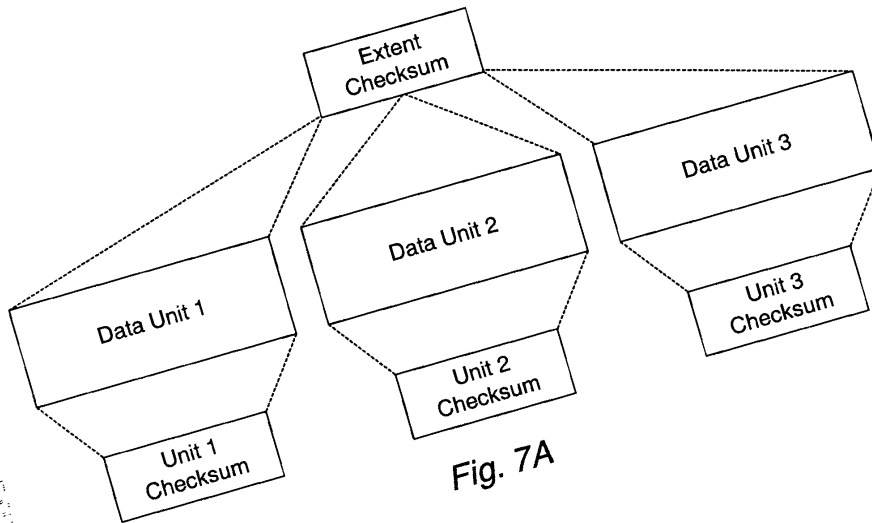 Extent
Checksum
Data Unit 1
Data Unit 2
Data Unit 3
Unit 1
Checksum
Unit 2
Checksum
Unit 3
Checksum
Fig. 7A